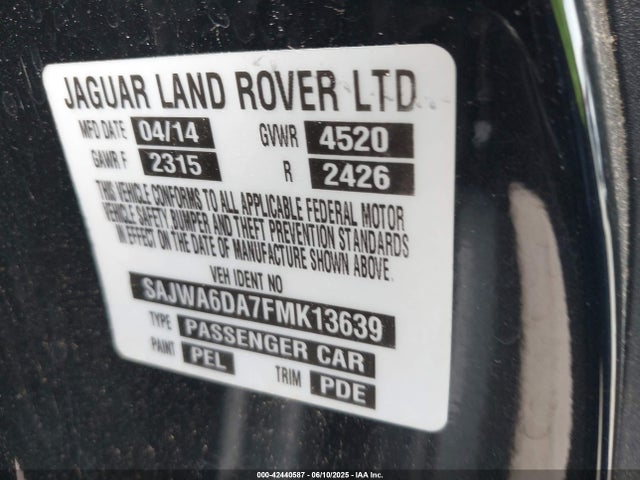 JAGUAR LAND ROVER LTD
MFD DATE 04/14 GVWR 4520
GAWR F 2315 R 2426
THIS VEHICLE CONFORMS TO ALL APPLICABLE FEDERAL MOTOR
VEHICLE SAFETY BUMPER AND THEFT PREVENTION STANDARDS
IN EFFECT ON THE DATE OF MANUFACTURE SHOWN ABOVE.
VEH IDENT NO
SAJWA6DA7FMK13639
TYPE PASSENGER CAR
PAINT PEL TRIM PDE
000-42440587 - 06/10/2025 - IAA Inc.